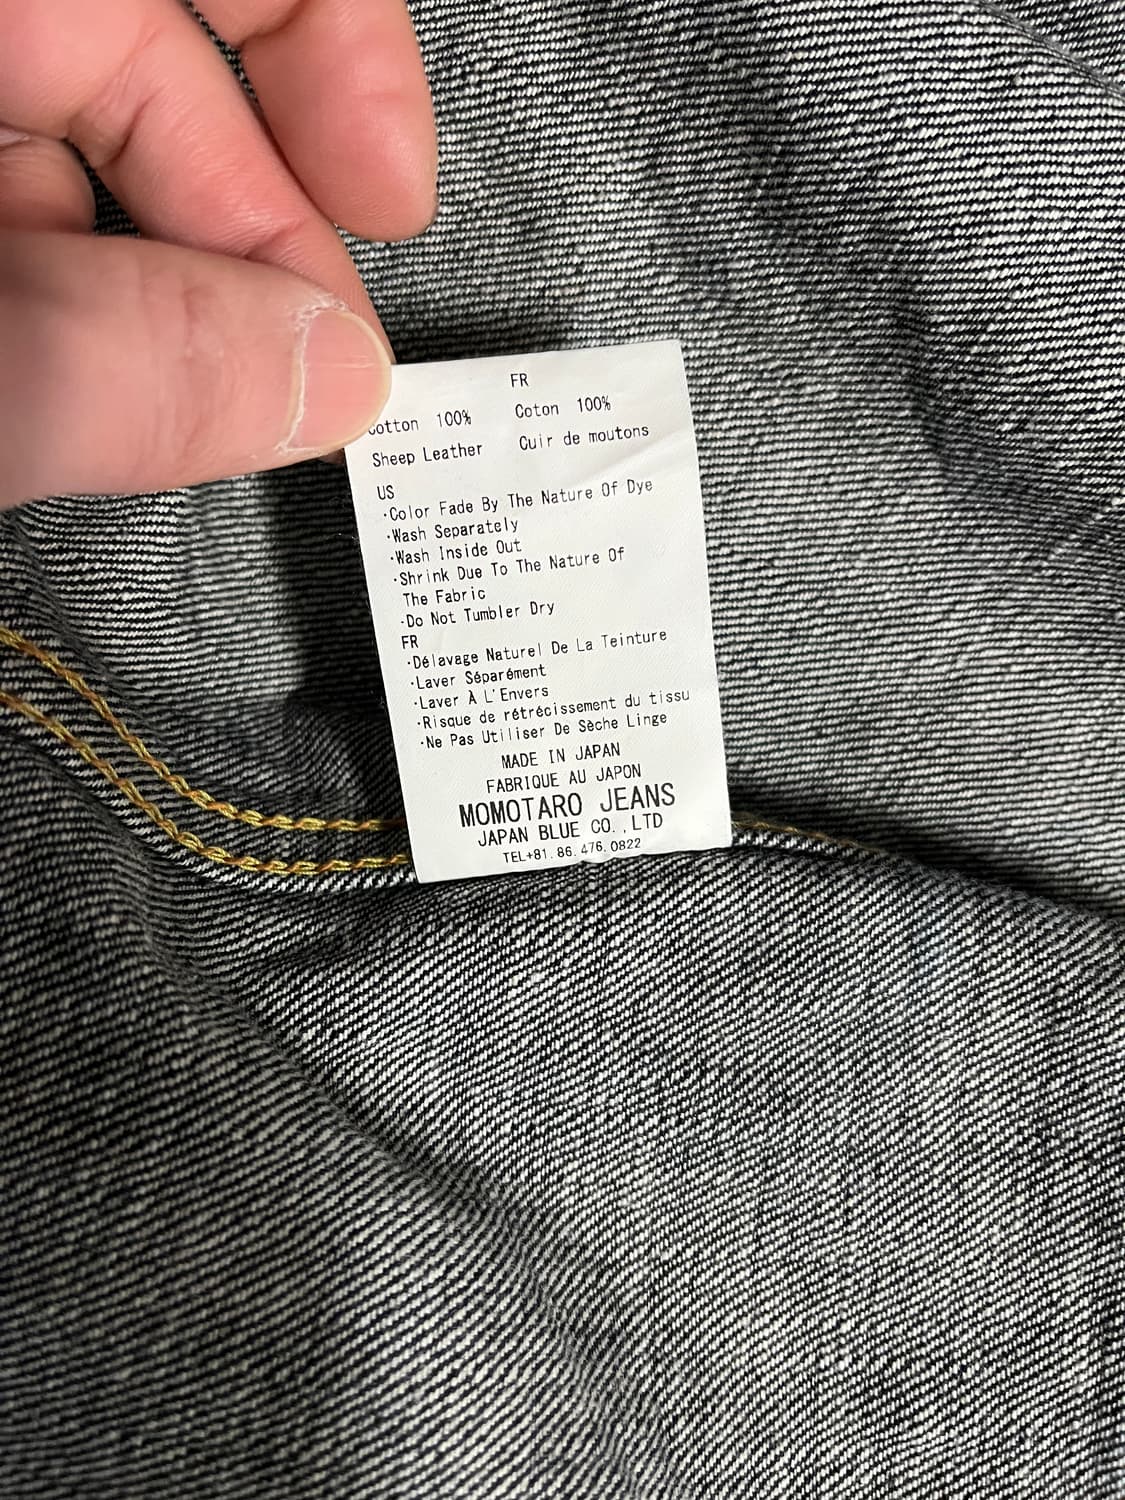 FR
Cotton 100% Coton 100%
Sheep Leather Cuir de moutons
US
·Color Fade By The Nature Of Dye
·Wash Separately
·Wash Inside Out
·Shrink Due To The Nature Of
The Fabric
·Do Not Tumbler Dry
FR
·Délavage Naturel De La Teinture
·Laver Séparément
·Laver À L'Envers
·Risque de rétrécissement du tissu
·Ne Pas Utiliser De Sèche Linge
MADE IN JAPAN
FABRIQUE AU JAPON
MOMOTARO JEANS
JAPAN BLUE CO.,LTD
TEL+81.86.476.0822